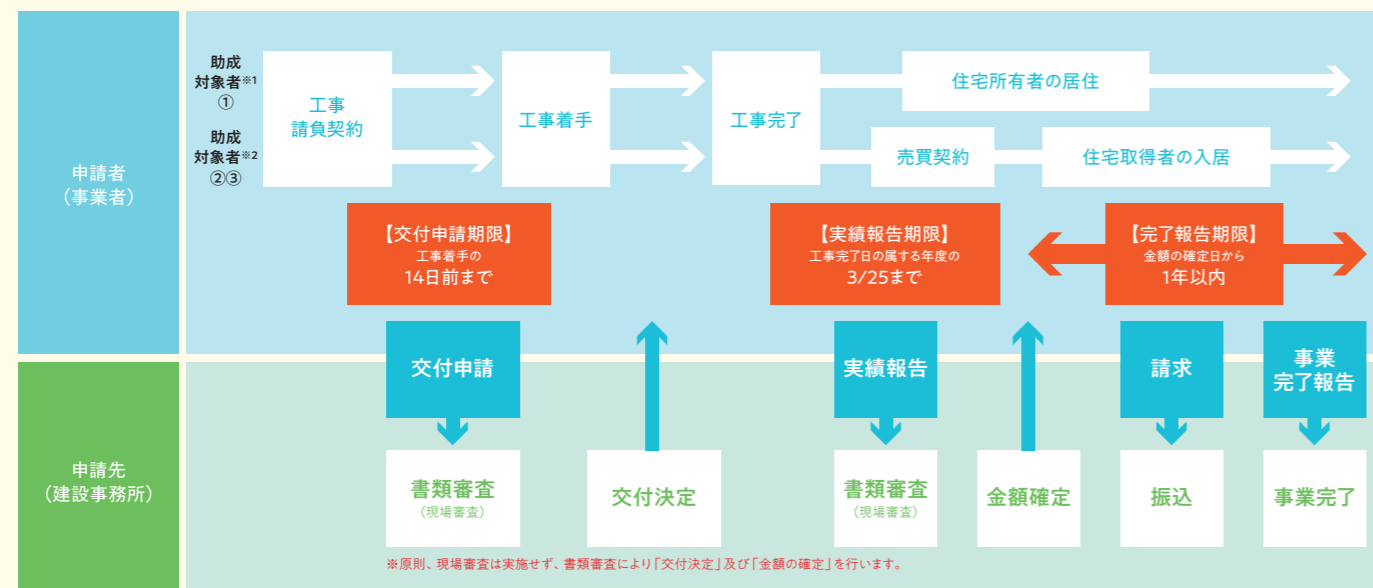 申請者
（事業者）
助成
対象者※1
①
助成
対象者※2
②③
工事
請負契約
工事着手
工事完了
住宅所有者の居住
売買契約
住宅取得者の入居
【交付申請期限】
工事着手の
14日前まで
【実績報告期限】
工事完了日の属する年度の
3/25まで
【完了報告期限】
金額の確定日から
1年以内
交付申請
実績報告
請求
事業
完了報告
申請先
（建設事務所）
書類審査
（現場審査）
交付決定
書類審査
（現場審査）
金額確定
振込
事業完了
※原則、現場審査は実施せず、書類審査により「交付決定」及び「金額の確定」を行います。